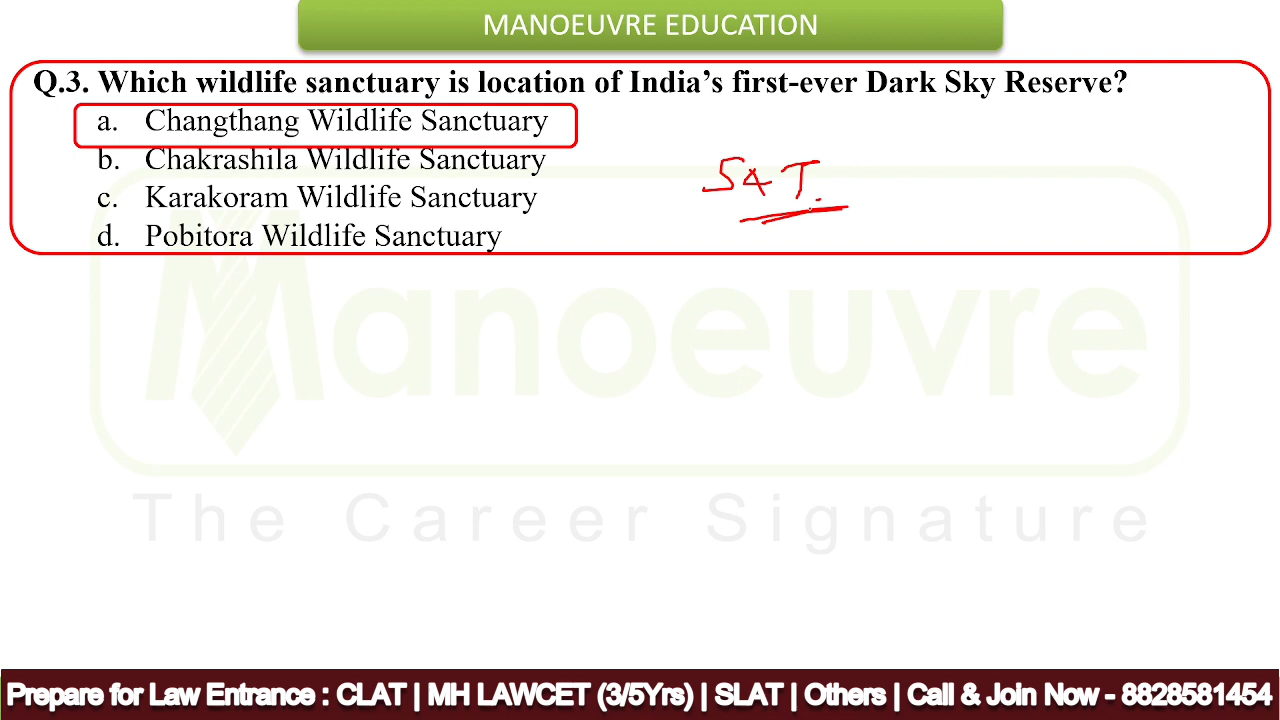 MANOEUVRE EDUCATION
Q.3. Which wildlife sanctuary is location of India’s first-ever Dark Sky Reserve?
a. Changthang Wildlife Sanctuary
b. Chakrashila Wildlife Sanctuary
c. Karakoram Wildlife Sanctuary
d. Pobitora Wildlife Sanctuary
S&T.
Manoeuvre
The Career Signature
Prepare for Law Entrance : CLAT | MH LAWCET (3/5Yrs) | SLAT | Others | Call & Join Now - 8828581454